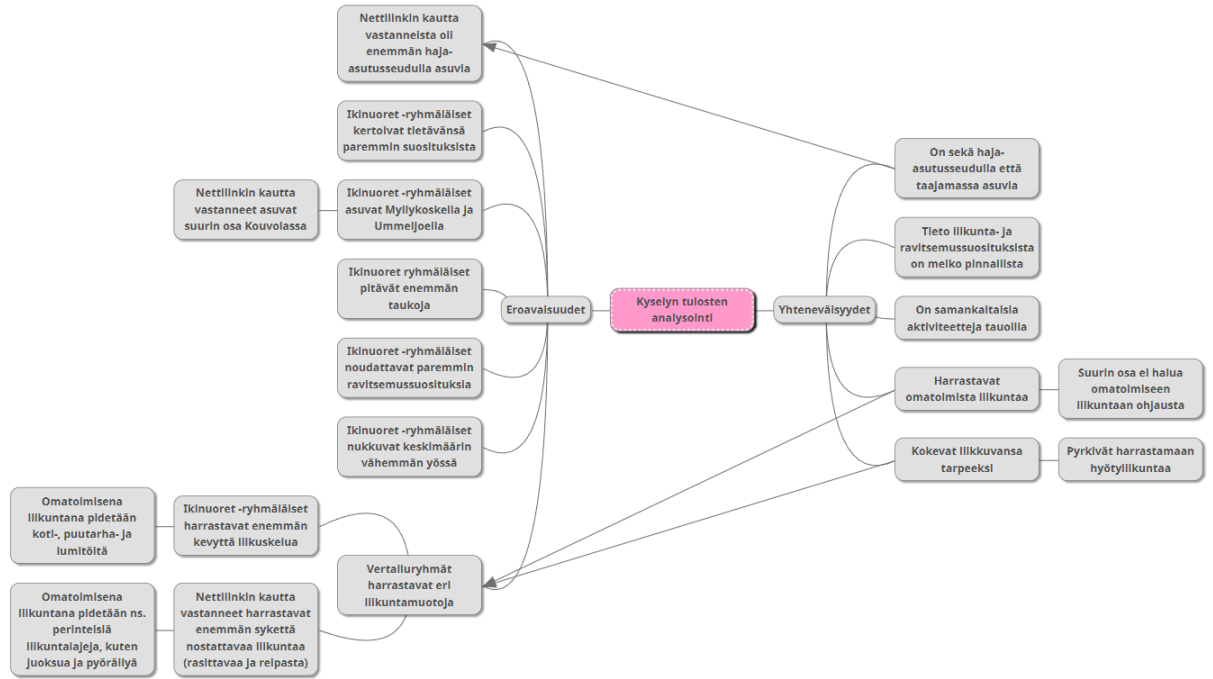 Nettilinkin kautta
vastanneista oli
enemmän haja-
asutusseudulla asuvia
Ikinuoret -ryhmäläiset
kertoivat tietävänsä
paremmin suosituksista
Nettilinkin kautta
vastanneet asuvat
suurin osa Kouvolassa
Ikinuoret -ryhmäläiset
asuvat Myllykoskella ja
Ummeljoella
Ikinuoret ryhmäläiset
pitävät enemmän
taukoja
Eroavaisuudet
Ikinuoret -ryhmäläiset
noudattavat paremmin
ravitsemussuosituksia
Ikinuoret -ryhmäläiset
nukkuvat keskimäärin
vähemmän yössä
Omatoimisena
liikuntana pidetään
koti-, puutarha- ja
lumitöitä
Ikinuoret -ryhmäläiset
harrastavat enemmän
kevyttä liikuskelua
Vertailuryhmät
harrastavat eri
liikuntamuotoja
Omatoimisena
liikuntana pidetään ns.
perinteisiä
liikuntalajeja, kuten
juoksua ja pyöräilyä
Nettilinkin kautta
vastanneet harrastavat
enemmän sykettä
nostattavaa liikuntaa
(rasittavaa ja reipasta)
Kyselyn tulosten
analysointi
Yhteneväisyydet
On sekä haja-
asutusseudulla että
taajamassa asuvia
Tieto liikunta- ja
ravitsemussuosituksista
on melko pinnallista
On samankaltaisia
aktiviteetteja tauoilla
Harrastavat
omatoimista liikuntaa
Suurin osa ei halua
omatoimiseen
liikuntaan ohjausta
Kokevat liikkuvansa
tarpeeksi
Pyrkivät harrastamaan
hyötyliikuntaa